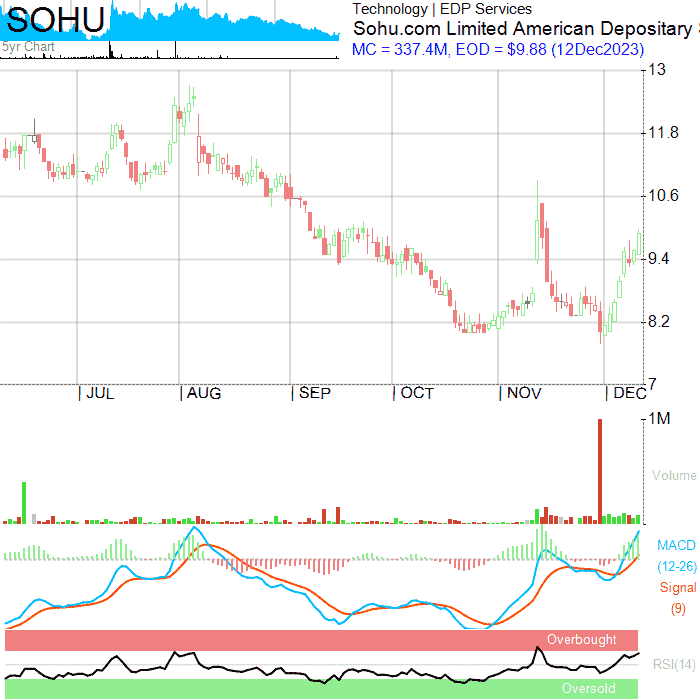 SOHU
5yr Chart
Technology | EDP Services
Sohu.com Limited American Depositary
MC = 337.4M, EOD = $9.88 (12Dec2023)
13
11.8
10.6
9.4
8.2
7
JUL
AUG
SEP
OCT
NOV
DEC
1M
Volume
MACD
(12-26)
Signal
(9)
Overbought
RSI(14)
Oversold